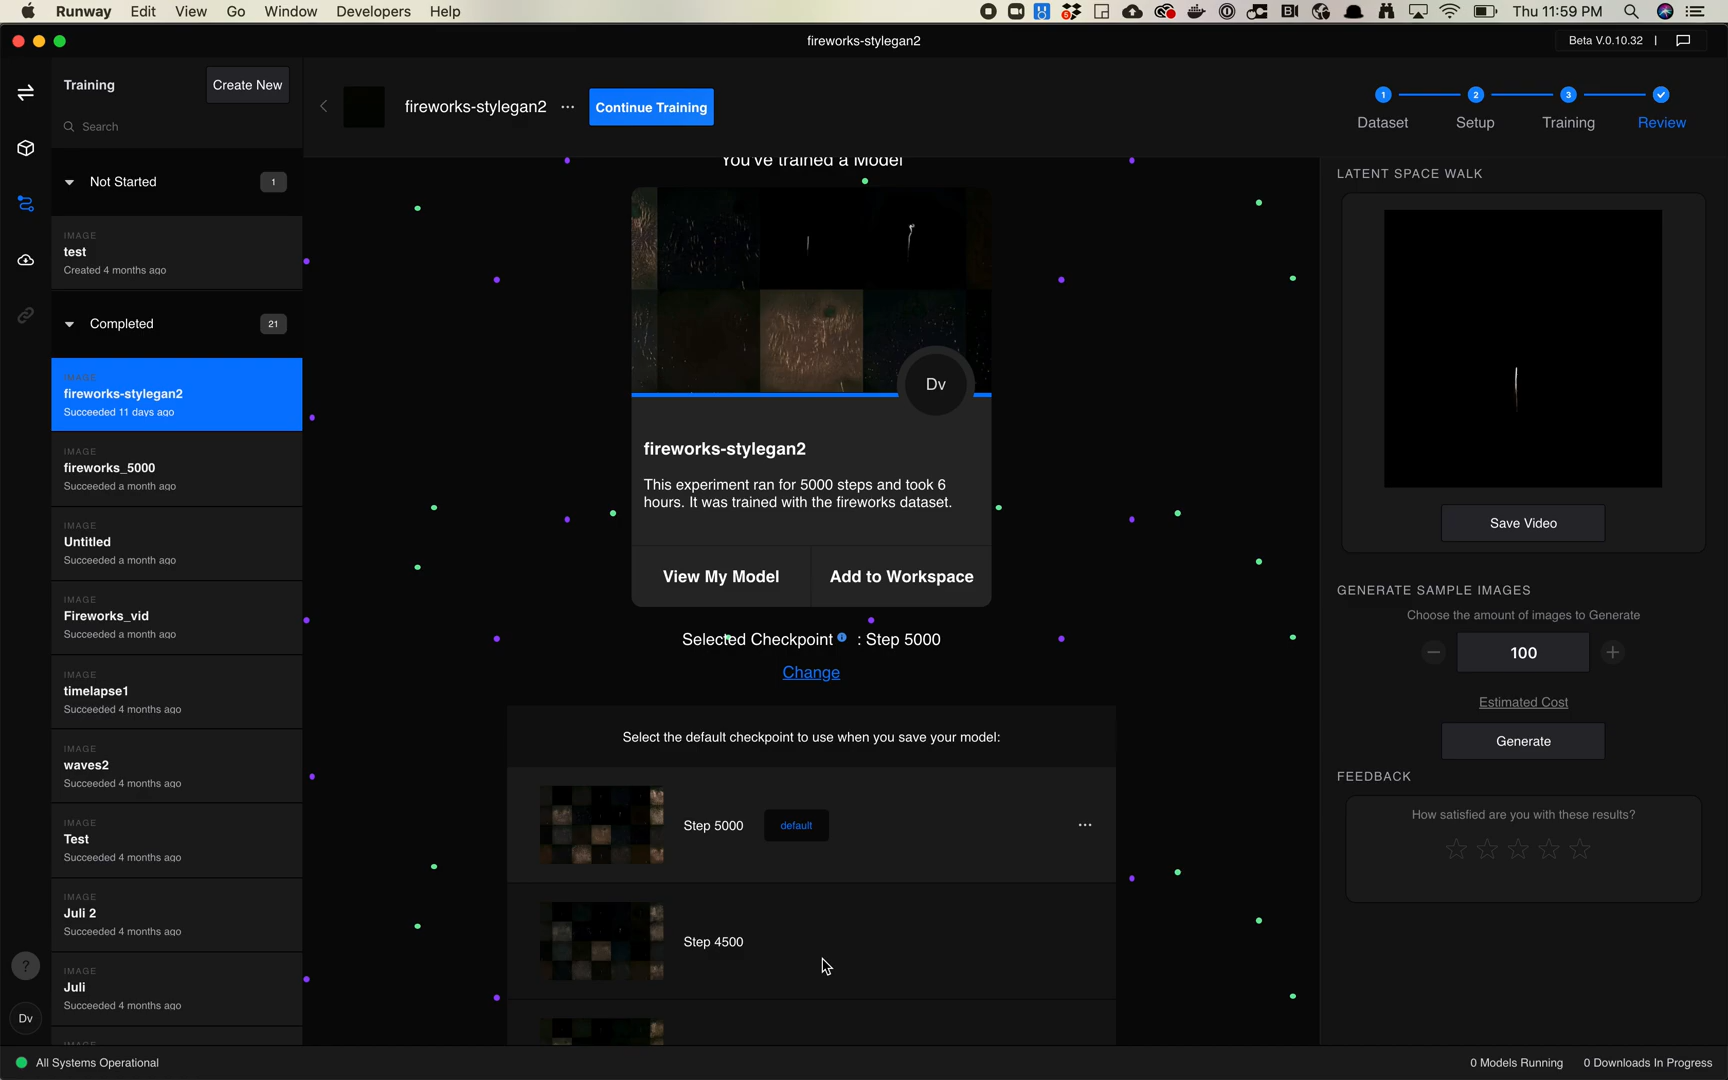 Runway Edit View Go Window Developers Help
Thu 11:59 PM
fireworks-stylegan2
Beta V.0.10.32
Training
Create New
Search
Not Started
1
IMAGE
test
Created 4 months ago
Completed
21
IMAGE
fireworks-stylegan2
Succeeded 11 days ago
IMAGE
fireworks_5000
Succeeded a month ago
IMAGE
Untitled
Succeeded a month ago
IMAGE
Fireworks_vid
Succeeded a month ago
IMAGE
timelapse1
Succeeded 4 months ago
IMAGE
waves2
Succeeded 4 months ago
IMAGE
Test
Succeeded 4 months ago
IMAGE
Juli 2
Succeeded 4 months ago
IMAGE
Juli
Succeeded 4 months ago
IMAGE
?
Dv
fireworks-stylegan2
...
Continue Training
1
2
3
Dataset
Setup
Training
Review
You've trained a Model
Dv
fireworks-stylegan2
This experiment ran for 5000 steps and took 6
hours. It was trained with the fireworks dataset.
View My Model
Add to Workspace
Selected Checkpoint : Step 5000
Change
Select the default checkpoint to use when you save your model:
Step 5000
default
...
Step 4500
LATENT SPACE WALK
Save Video
GENERATE SAMPLE IMAGES
Choose the amount of images to Generate
100
Estimated Cost
Generate
FEEDBACK
How satisfied are you with these results?
All Systems Operational
0 Models Running
0 Downloads In Progress